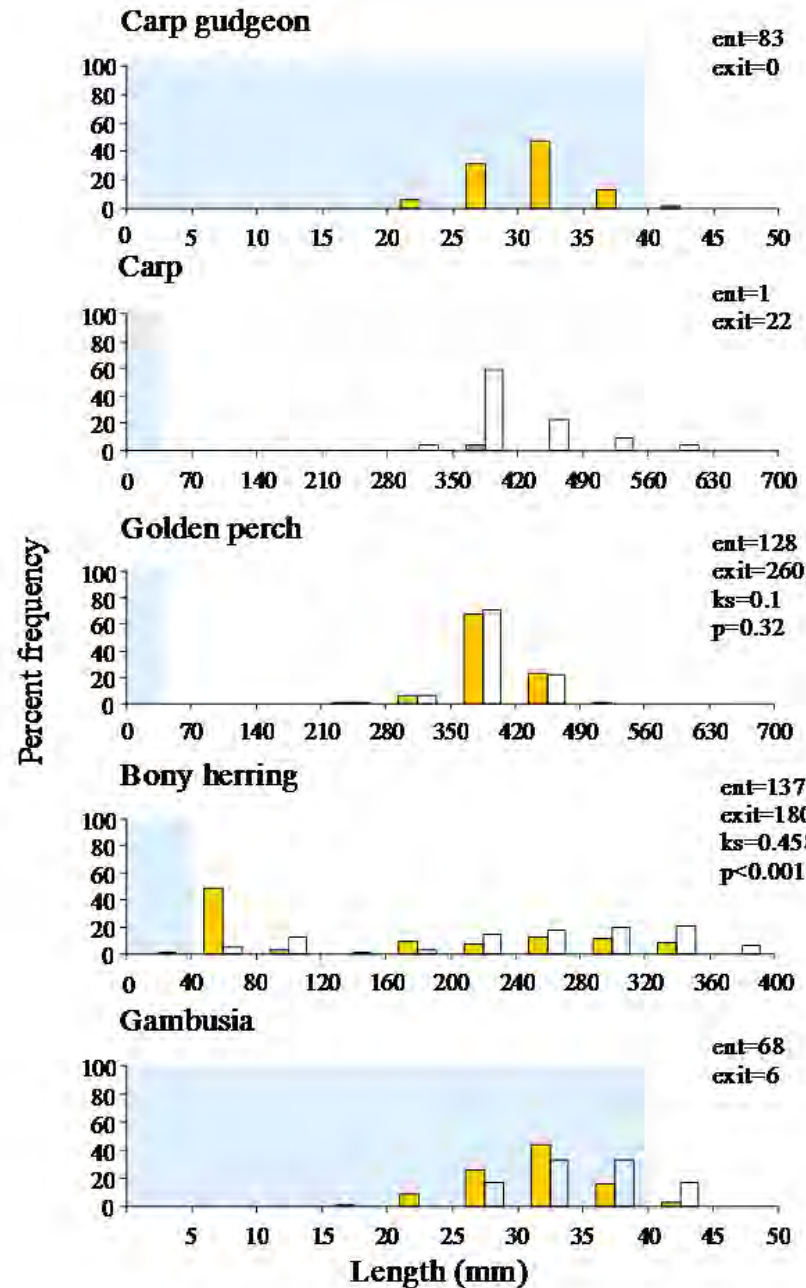 Carp gudgeon
ent=83
exit=0
100
80
60
40
20
0
0 5 10 15 20 25 30 35 40 45 50
Carp
ent=1
exit=22
100
80
60
40
20
0
0 70 140 210 280 350 420 490 560 630 700
Golden perch
ent=128
exit=260
ks=0.1
p=0.32
100
80
60
40
20
0
0 70 140 210 280 350 420 490 560 630 700
Percent frequency
Bony herring
ent=137
exit=180
ks=0.458
p<0.001
100
80
60
40
20
0
0 40 80 120 160 200 240 280 320 360 400
Gambusia
ent=68
exit=6
100
80
60
40
20
0
0 5 10 15 20 25 30 35 40 45 50
Length (mm)